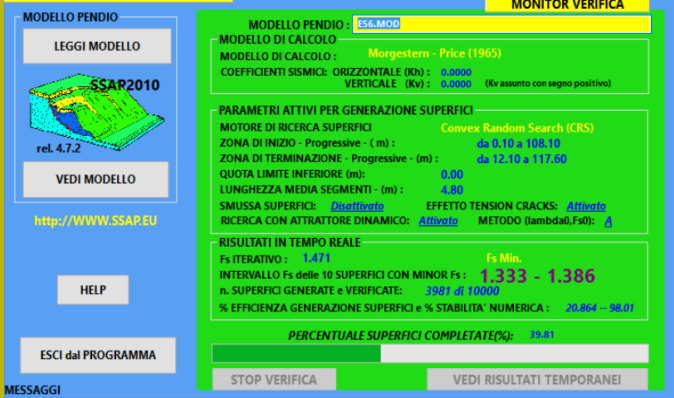 MODELLO PENDIO
LEGGI MODELLO
SSAP2010
rel. 4.7.2
VEDI MODELLO
http://WWW.SSAP.EU
HELP
ESCI dal PROGRAMMA
MESSAGGI
MONITOR VERIFICA
MODELLO PENDIO : ES6.MOD
MODELLO DI CALCOLO
MODELLO DI CALCOLO : Morgestern - Price (1965)
COEFFICIENTI SISMICI: ORIZZONTALE (Kh) : 0.0000
VERTICALE (Kv) : 0.0000 (Kv assunto con segno positivo)
PARAMETRI ATTIVI PER GENERAZIONE SUPERFICI
MOTORE DI RICERCA SUPERFICI Convex Random Search (CRS)
ZONA DI INIZIO - Progressive - ( m) : da 0.10 a 108.10
ZONA DI TERMINAZIONE - Progressive - (m) : da 12.10 a 117.60
QUOTA LIMITE INFERIORE (m): 0.00
LUNGHEZZA MEDIA SEGMENTI - (m) : 4.80
SMUSSA SUPERFICI: Disattivato EFFETTO TENSION CRACKS: Attivato
RICERCA CON ATTRATTORE DINAMICO: Attivato METODO (lambda0,Fs0): A
RISULTATI IN TEMPO REALE
Fs ITERATIVO : 1.471 Fs Min.
INTERVALLO Fs delle 10 SUPERFICI CON MINOR Fs : 1.333 - 1.386
n. SUPERFICI GENERATE e VERIFICATE: 3981 di 10000
% EFFICIENZA GENERAZIONE SUPERFICI e % STABILITA' NUMERICA : 20.864 -- 98.01
PERCENTUALE SUPERFICI COMPLETATE(%): 39.81
STOP VERIFICA
VEDI RISULTATI TEMPORANEI